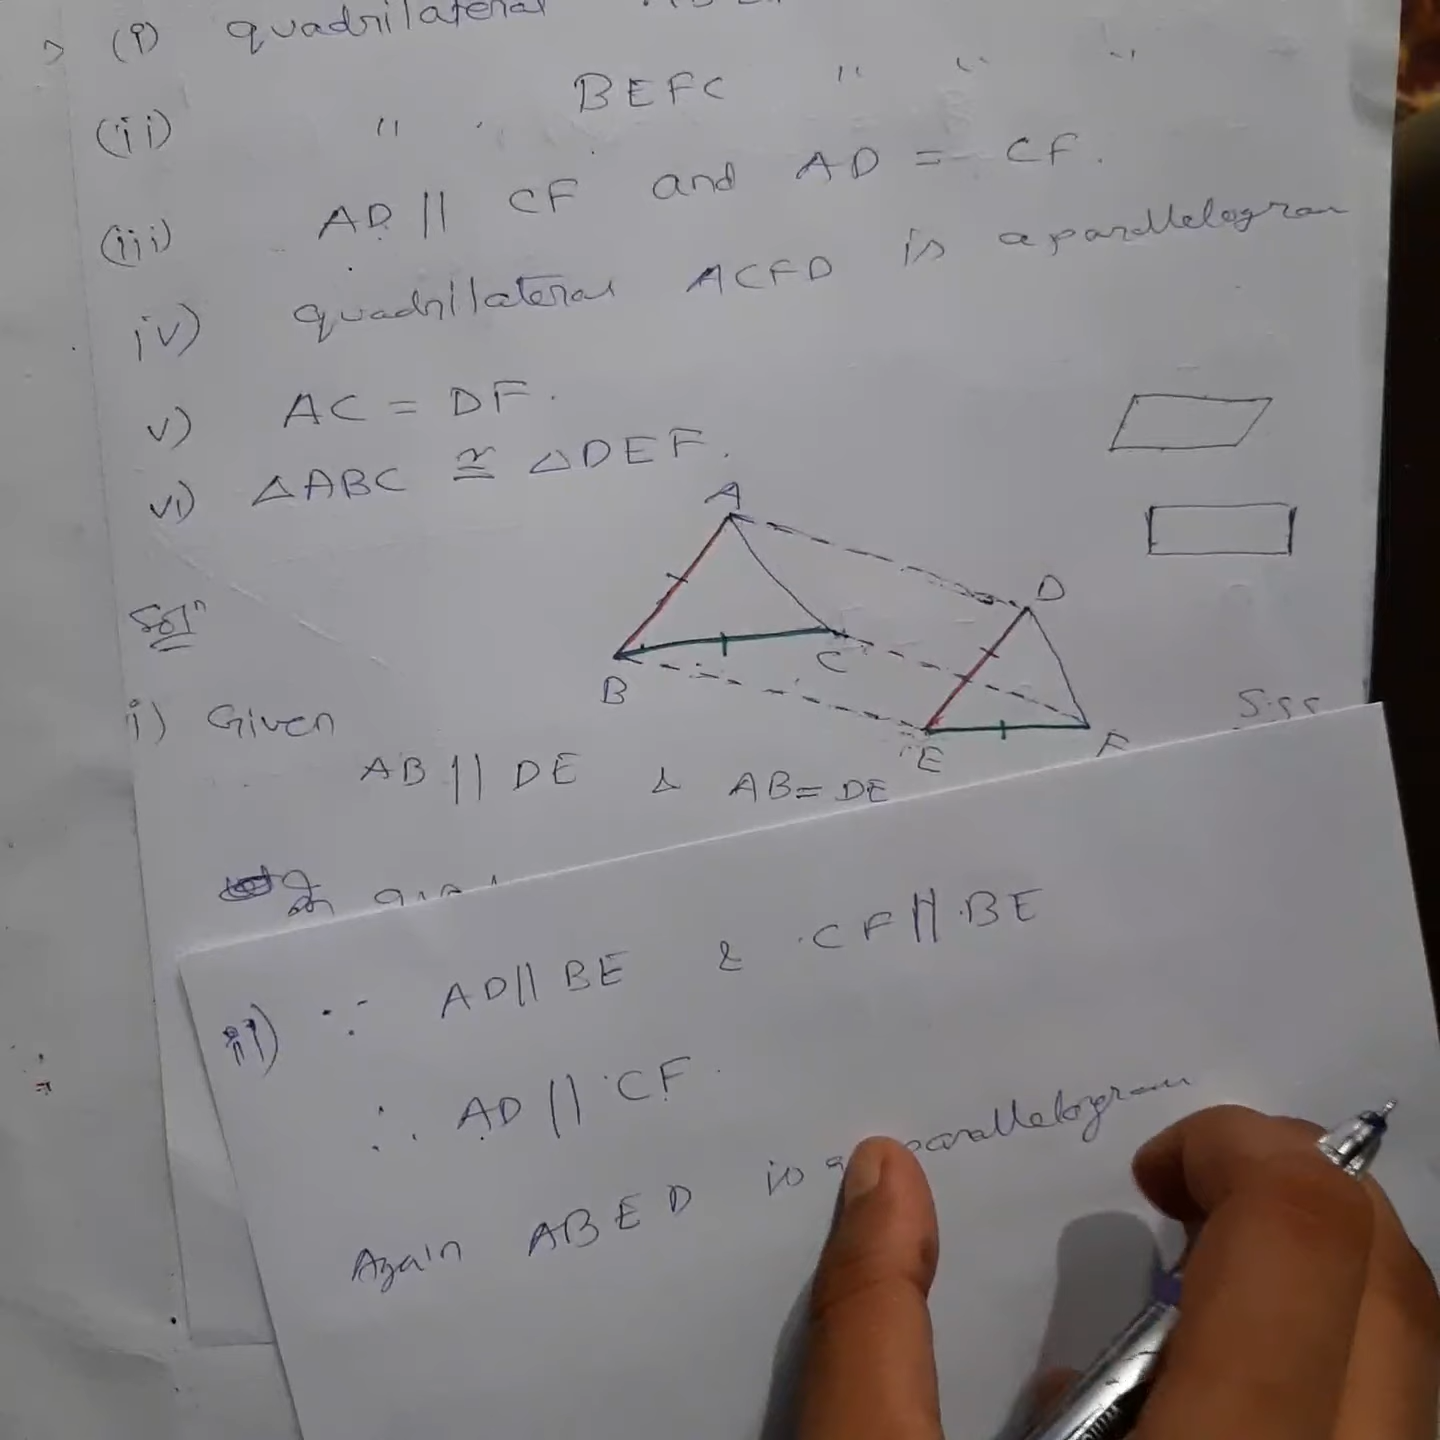 (i) quadrilateral
(ii) " " BEFC " " "
(iii) AD || CF and AD = CF.
iv) quadrilateral ACFD is a parallelogram
v) AC = DF.
vi) △ABC ≅ △DEF.
A
D
B
C
E
F
Solⁿ
i) Given
AB || DE & AB = DE
ii) ∵ AD || BE & CF || BE
∴ AD || CF.
Again ABED is a parallelogram